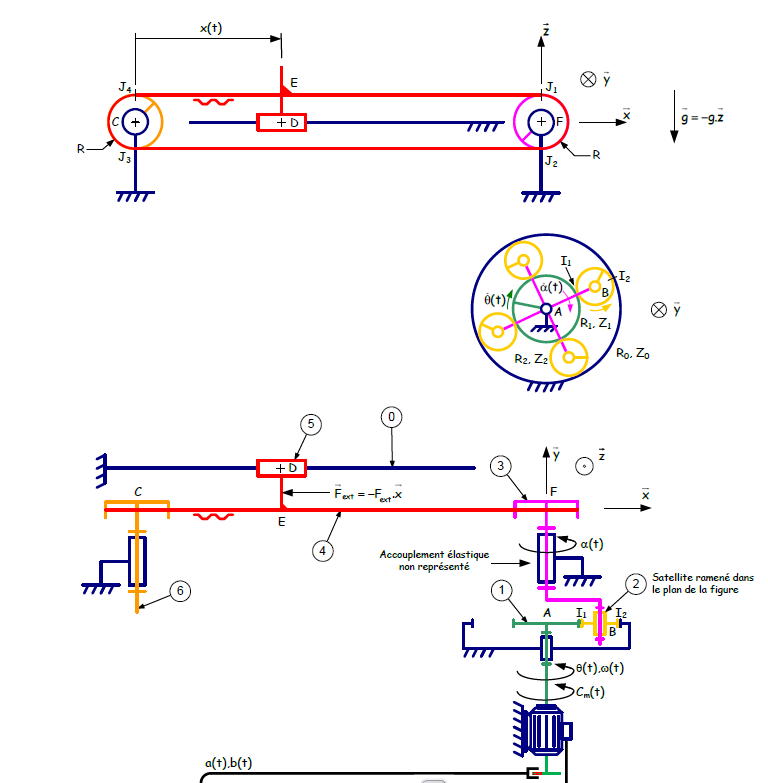 x(t)
z
J₄
E
J₁
y
C
D
F
x
g = -g.z
R
J₃
J₂
R
I₁
I₂
θ̇(t)
α̇(t)
B
A
R₁, Z₁
y
R₂, Z₂
R₀, Z₀
5
0
y
z
D
3
C
F
F⃗ext = -Fext.x⃗
x
E
4
α(t)
Accouplement élastique
non représenté
6
1
2
Satellite ramené dans
le plan de la figure
A
I₁
I₂
B
θ(t),ω(t)
Cm(t)
a(t),b(t)